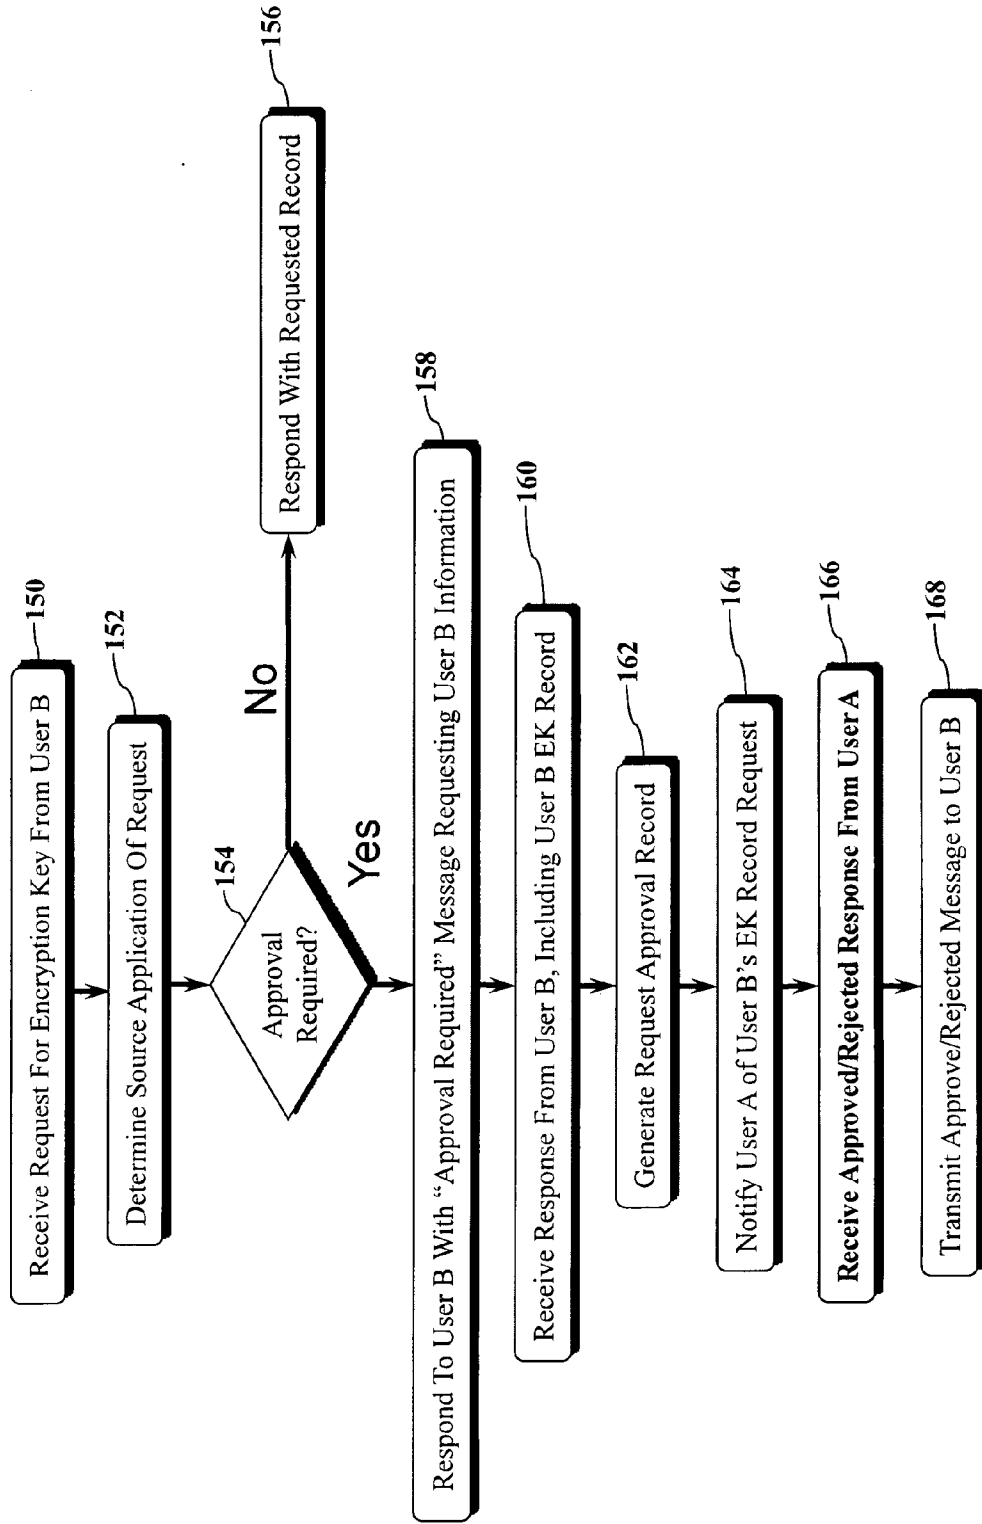 Receive Request For Encryption Key From User B
150
Determine Source Application Of Request
152
Approval
Required?
154
No
Respond With Requested Record
156
Yes
Respond To User B With “Approval Required” Message Requesting User B Information
158
Receive Response From User B, Including User B EK Record
160
Generate Request Approval Record
162
Notify User A of User B’s EK Record Request
164
Receive Approved/Rejected Response From User A
166
Transmit Approve/Rejected Message to User B
168